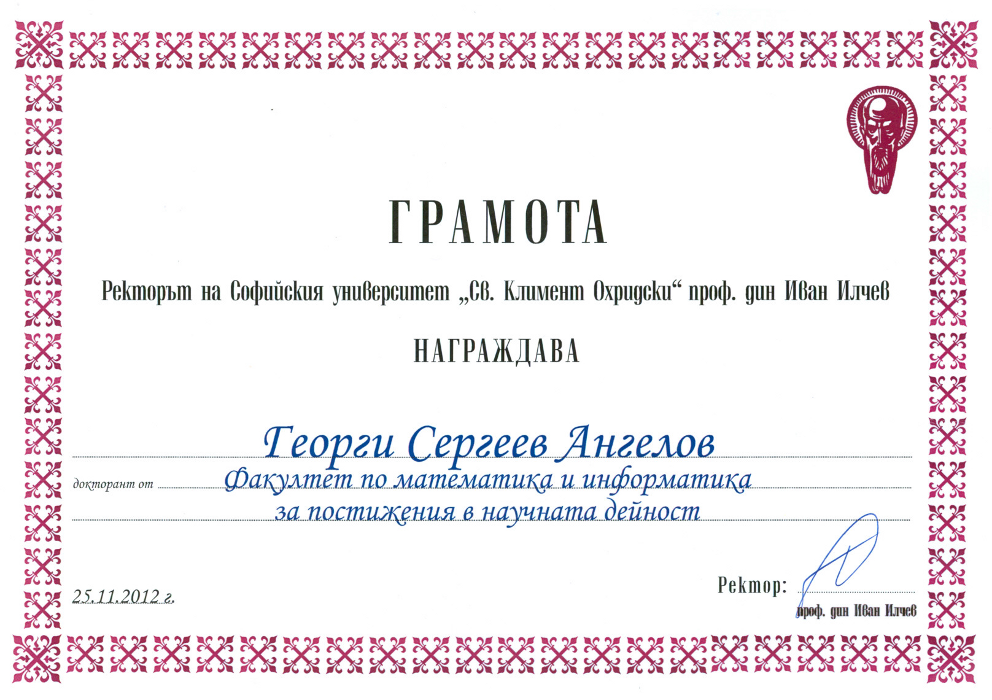 ГРАМОТА
Ректорът на Софийския университет „Св. Климент Охридски“ проф. дин Иван Илчев
НАГРАЖДАВА
Георги Сергеев Ангелов
докторант от Факултет по математика и информатика
за постижения в научната дейност
25.11.2012 г.
Ректор:
проф. дин Иван Илчев